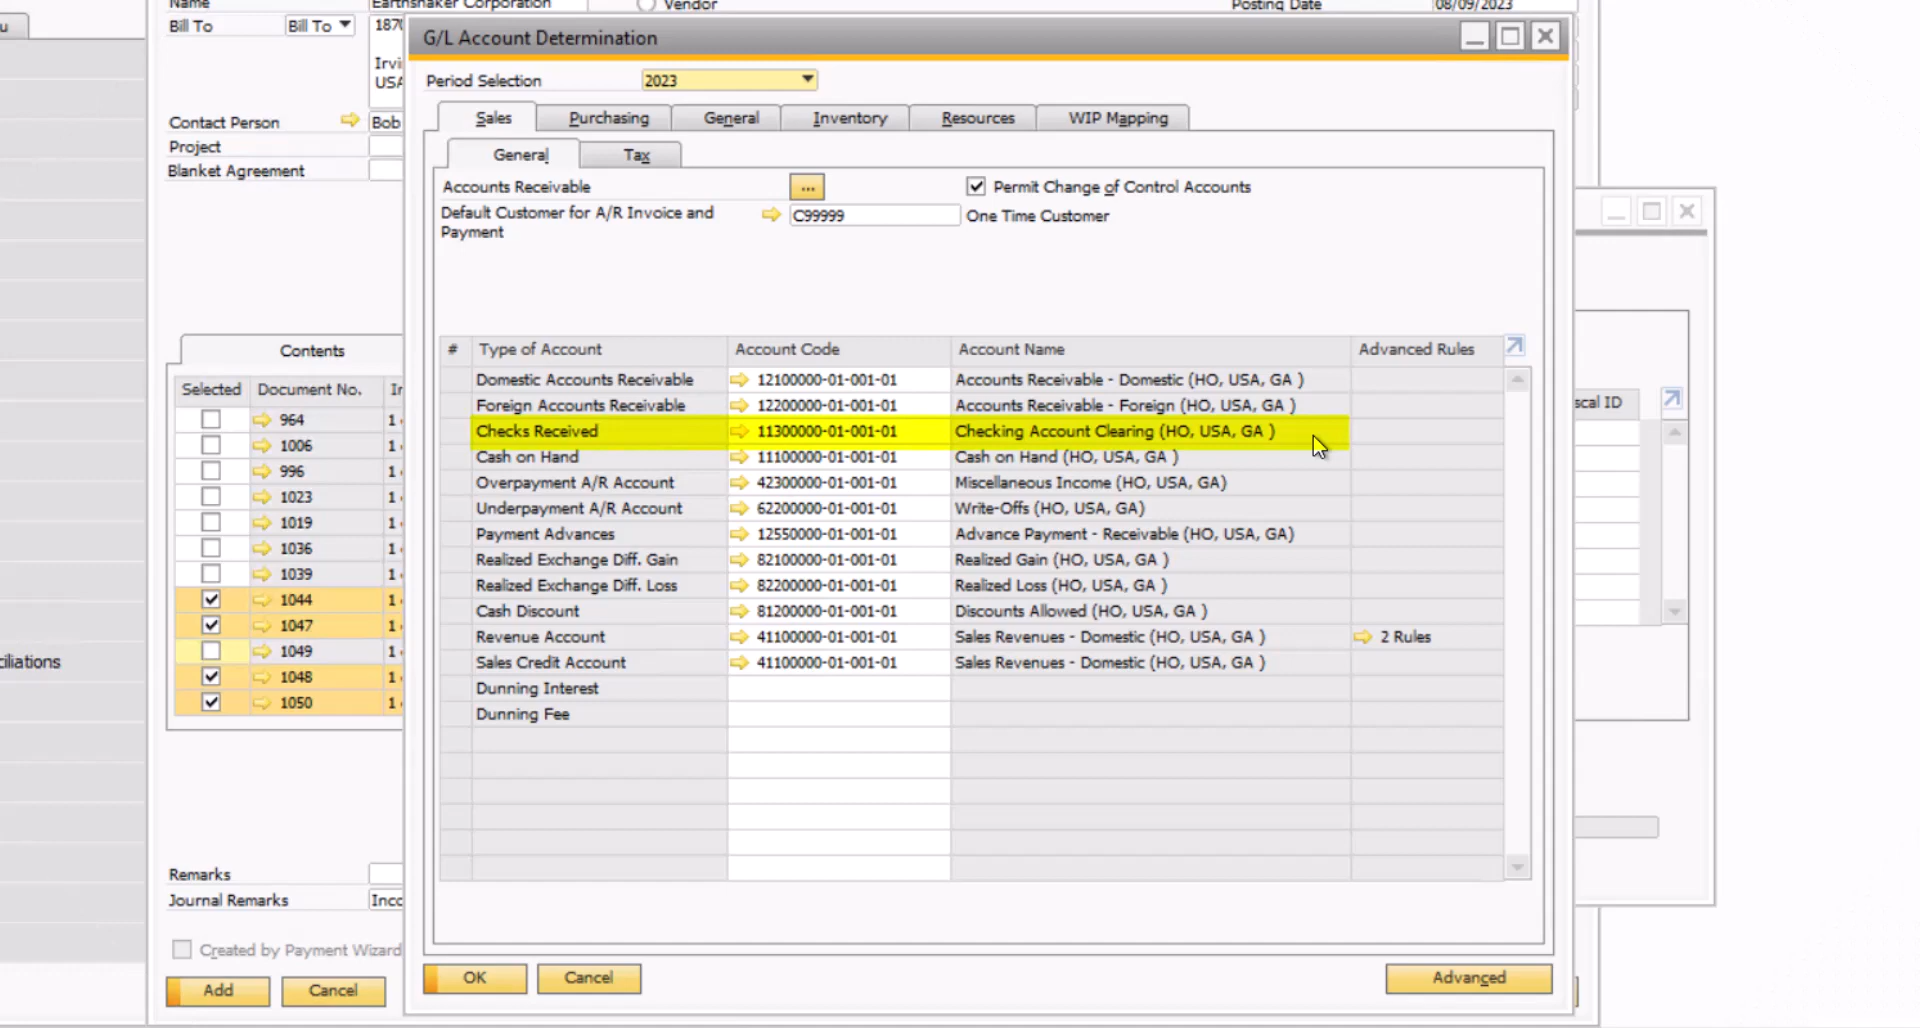 Name
Earthshaker Corporation
Vendor
Posting Date
08/09/2023
Bill To
Bill To
187
Irvi
USA
Contact Person
Bob
Project
Blanket Agreement
G/L Account Determination
Period Selection
2023
Sales Purchasing General Inventory Resources WIP Mapping
General Tax
Accounts Receivable
...
Permit Change of Control Accounts
Default Customer for A/R Invoice and
Payment
C99999
One Time Customer
# Type of Account Account Code Account Name Advanced Rules
Domestic Accounts Receivable 12100000-01-001-01 Accounts Receivable - Domestic (HO, USA, GA )
Foreign Accounts Receivable 12200000-01-001-01 Accounts Receivable - Foreign (HO, USA, GA )
Checks Received 11300000-01-001-01 Checking Account Clearing (HO, USA, GA )
Cash on Hand 11100000-01-001-01 Cash on Hand (HO, USA, GA )
Overpayment A/R Account 42300000-01-001-01 Miscellaneous Income (HO, USA, GA)
Underpayment A/R Account 62200000-01-001-01 Write-Offs (HO, USA, GA)
Payment Advances 12550000-01-001-01 Advance Payment - Receivable (HO, USA, GA)
Realized Exchange Diff. Gain 82100000-01-001-01 Realized Gain (HO, USA, GA )
Realized Exchange Diff. Loss 82200000-01-001-01 Realized Loss (HO, USA, GA )
Cash Discount 81200000-01-001-01 Discounts Allowed (HO, USA, GA )
Revenue Account 41100000-01-001-01 Sales Revenues - Domestic (HO, USA, GA ) 2 Rules
Sales Credit Account 41100000-01-001-01 Sales Revenues - Domestic (HO, USA, GA )
Dunning Interest
Dunning Fee
OK
Cancel
Advanced
Contents
Selected Document No. In
964 1
1006 1
996 1
1023 1
1019 1
1036 1
1039 1
1044 1
1047 1
1049 1
1048 1
1050 1
ciliations
scal ID
Remarks
Journal Remarks
Inco
Created by Payment Wizard
Add
Cancel